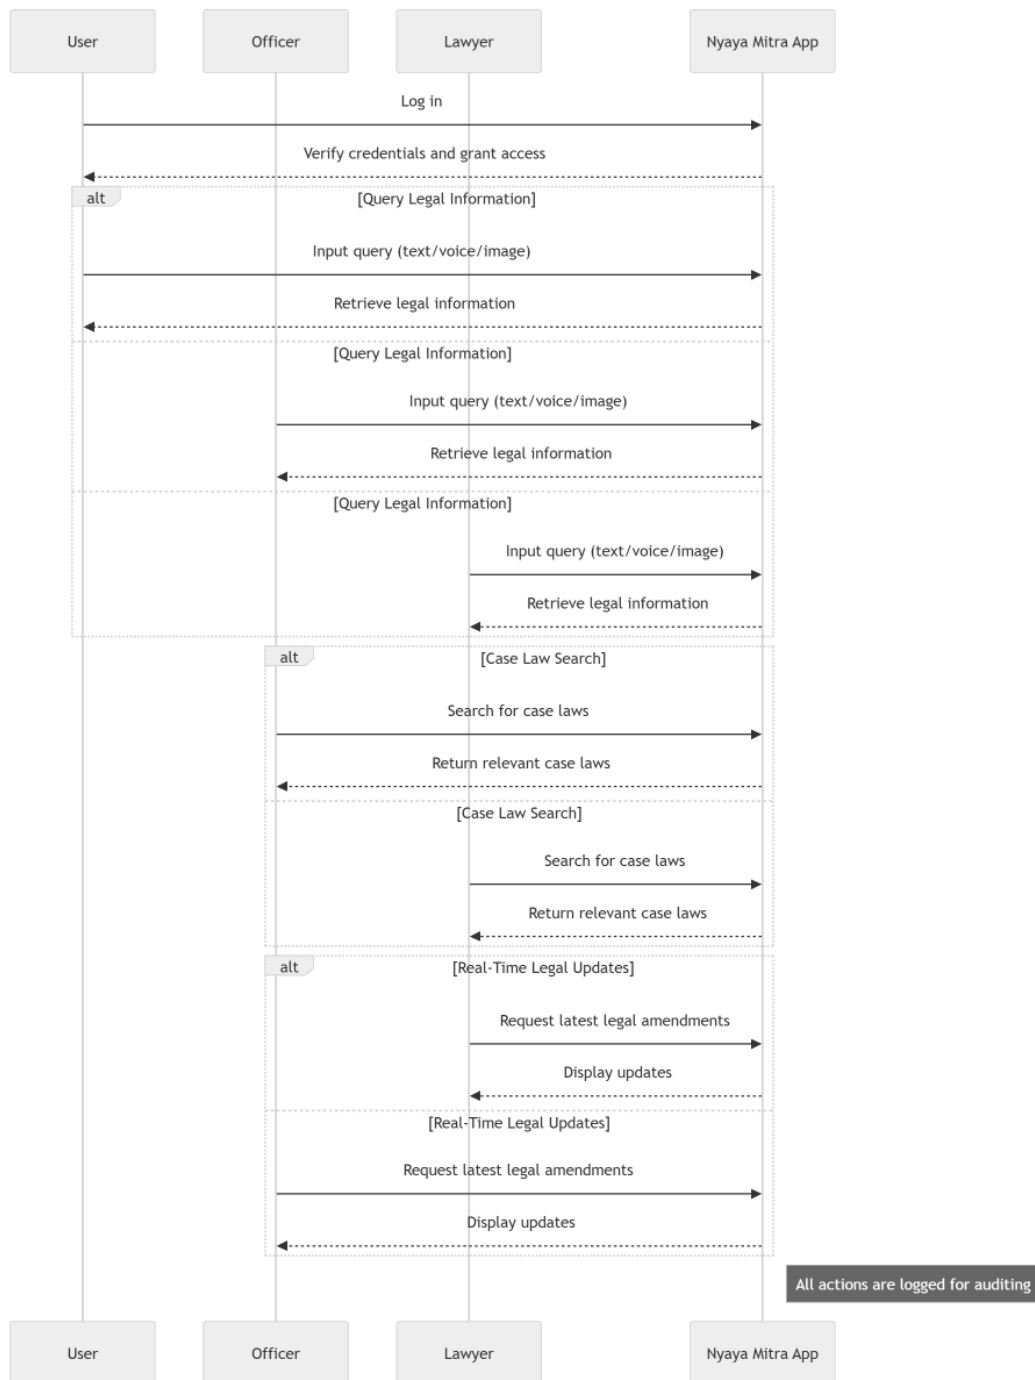 User
Officer
Lawyer
Nyaya Mitra App
Log in
Verify credentials and grant access
alt
[Query Legal Information]
Input query (text/voice/image)
Retrieve legal information
[Query Legal Information]
Input query (text/voice/image)
Retrieve legal information
[Query Legal Information]
Input query (text/voice/image)
Retrieve legal information
alt
[Case Law Search]
Search for case laws
Return relevant case laws
[Case Law Search]
Search for case laws
Return relevant case laws
alt
[Real-Time Legal Updates]
Request latest legal amendments
Display updates
[Real-Time Legal Updates]
Request latest legal amendments
Display updates
All actions are logged for auditing
User
Officer
Lawyer
Nyaya Mitra App